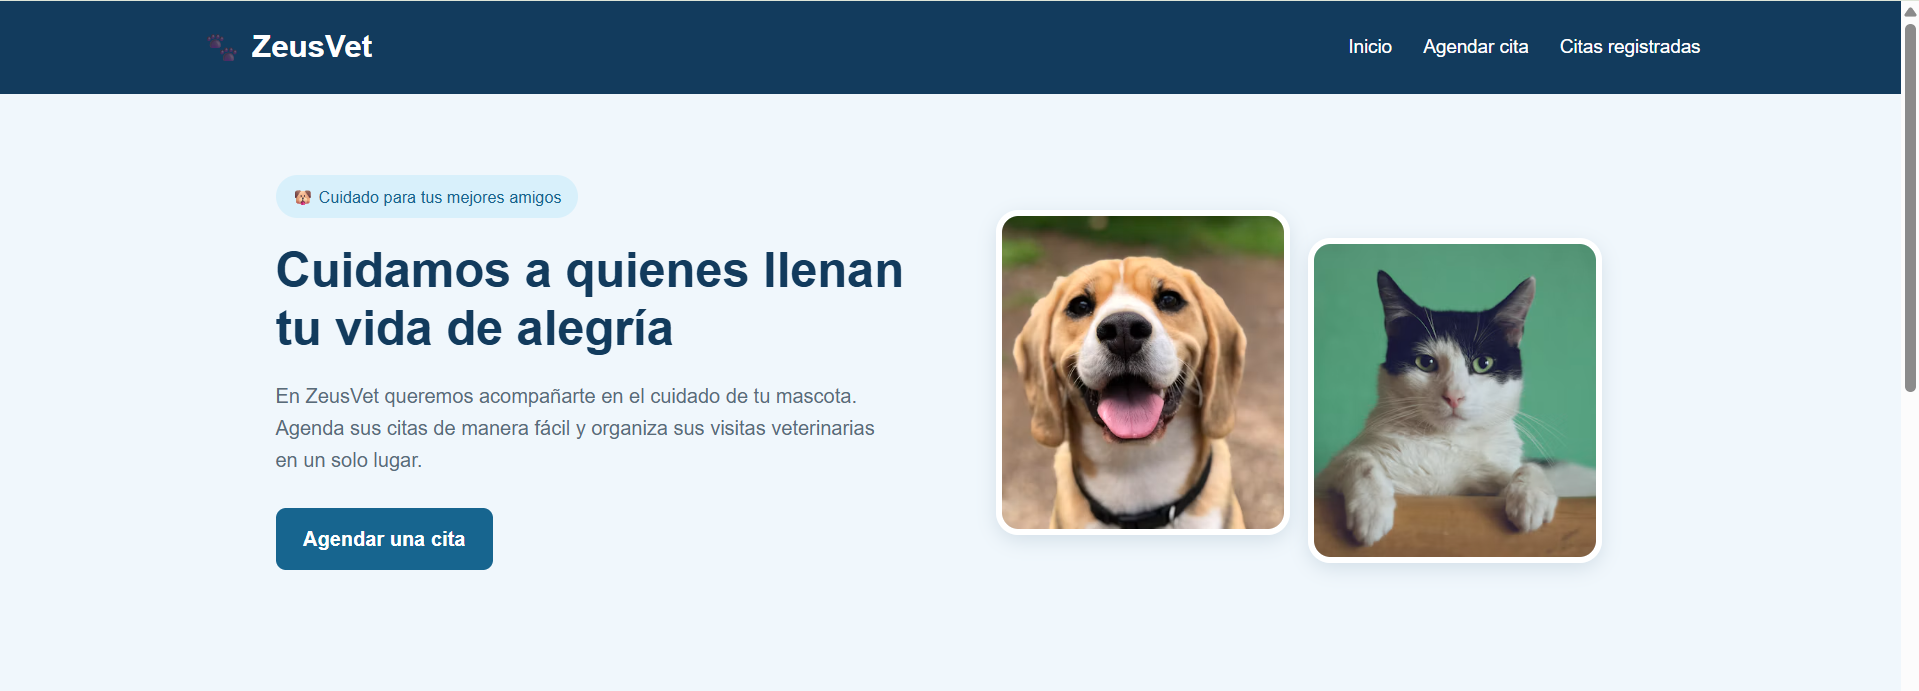 ZeusVet
Inicio
Agendar cita
Citas registradas
Cuidado para tus mejores amigos
Cuidamos a quienes llenan
tu vida de alegría
En ZeusVet queremos acompañarte en el cuidado de tu mascota.
Agenda sus citas de manera fácil y organiza sus visitas veterinarias
en un solo lugar.
Agendar una cita